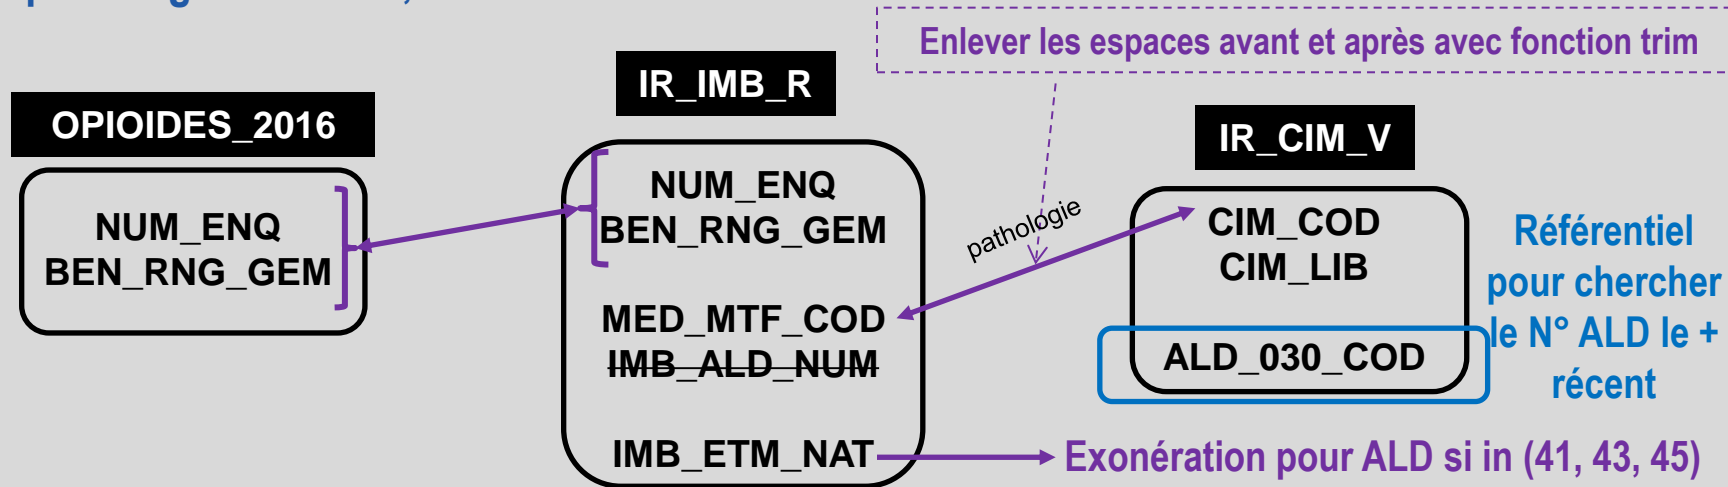 Enlever les espaces avant et après avec fonction trim
OPIOIDES_2016
NUM_ENQ
BEN_RNG_GEM
IR_IMB_R
NUM_ENQ
BEN_RNG_GEM
MED_MTF_COD
IMB_ALD_NUM
IMB_ETM_NAT
pathologie
IR_CIM_V
CIM_COD
CIM_LIB
ALD_030_COD
Référentiel
pour chercher
le N° ALD le +
récent
Exonération pour ALD si in (41, 43, 45)